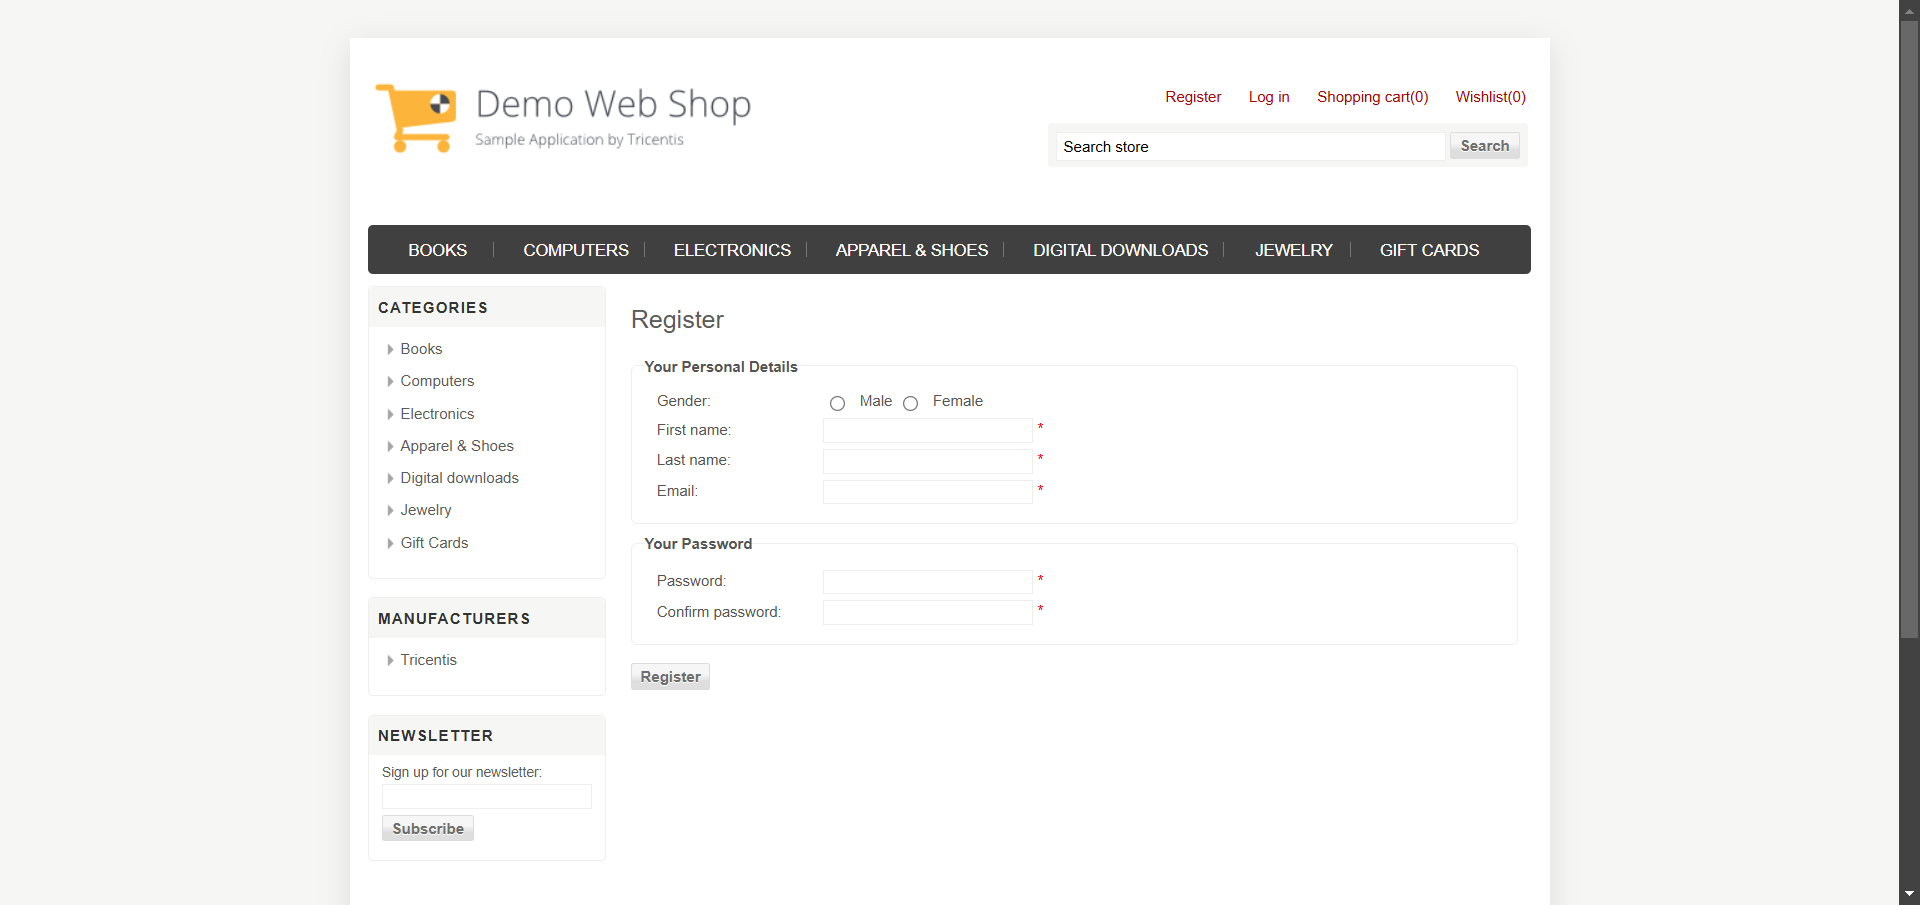 Demo Web Shop
Sample Application by Tricentis
Register Log in Shopping cart(0) Wishlist(0)
Search store Search
BOOKS COMPUTERS ELECTRONICS APPAREL & SHOES DIGITAL DOWNLOADS JEWELRY GIFT CARDS
CATEGORIES
Books
Computers
Electronics
Apparel & Shoes
Digital downloads
Jewelry
Gift Cards
MANUFACTURERS
Tricentis
NEWSLETTER
Sign up for our newsletter:
Subscribe
Register
Your Personal Details
Gender: Male Female
First name: *
Last name: *
Email: *
Your Password
Password: *
Confirm password: *
Register